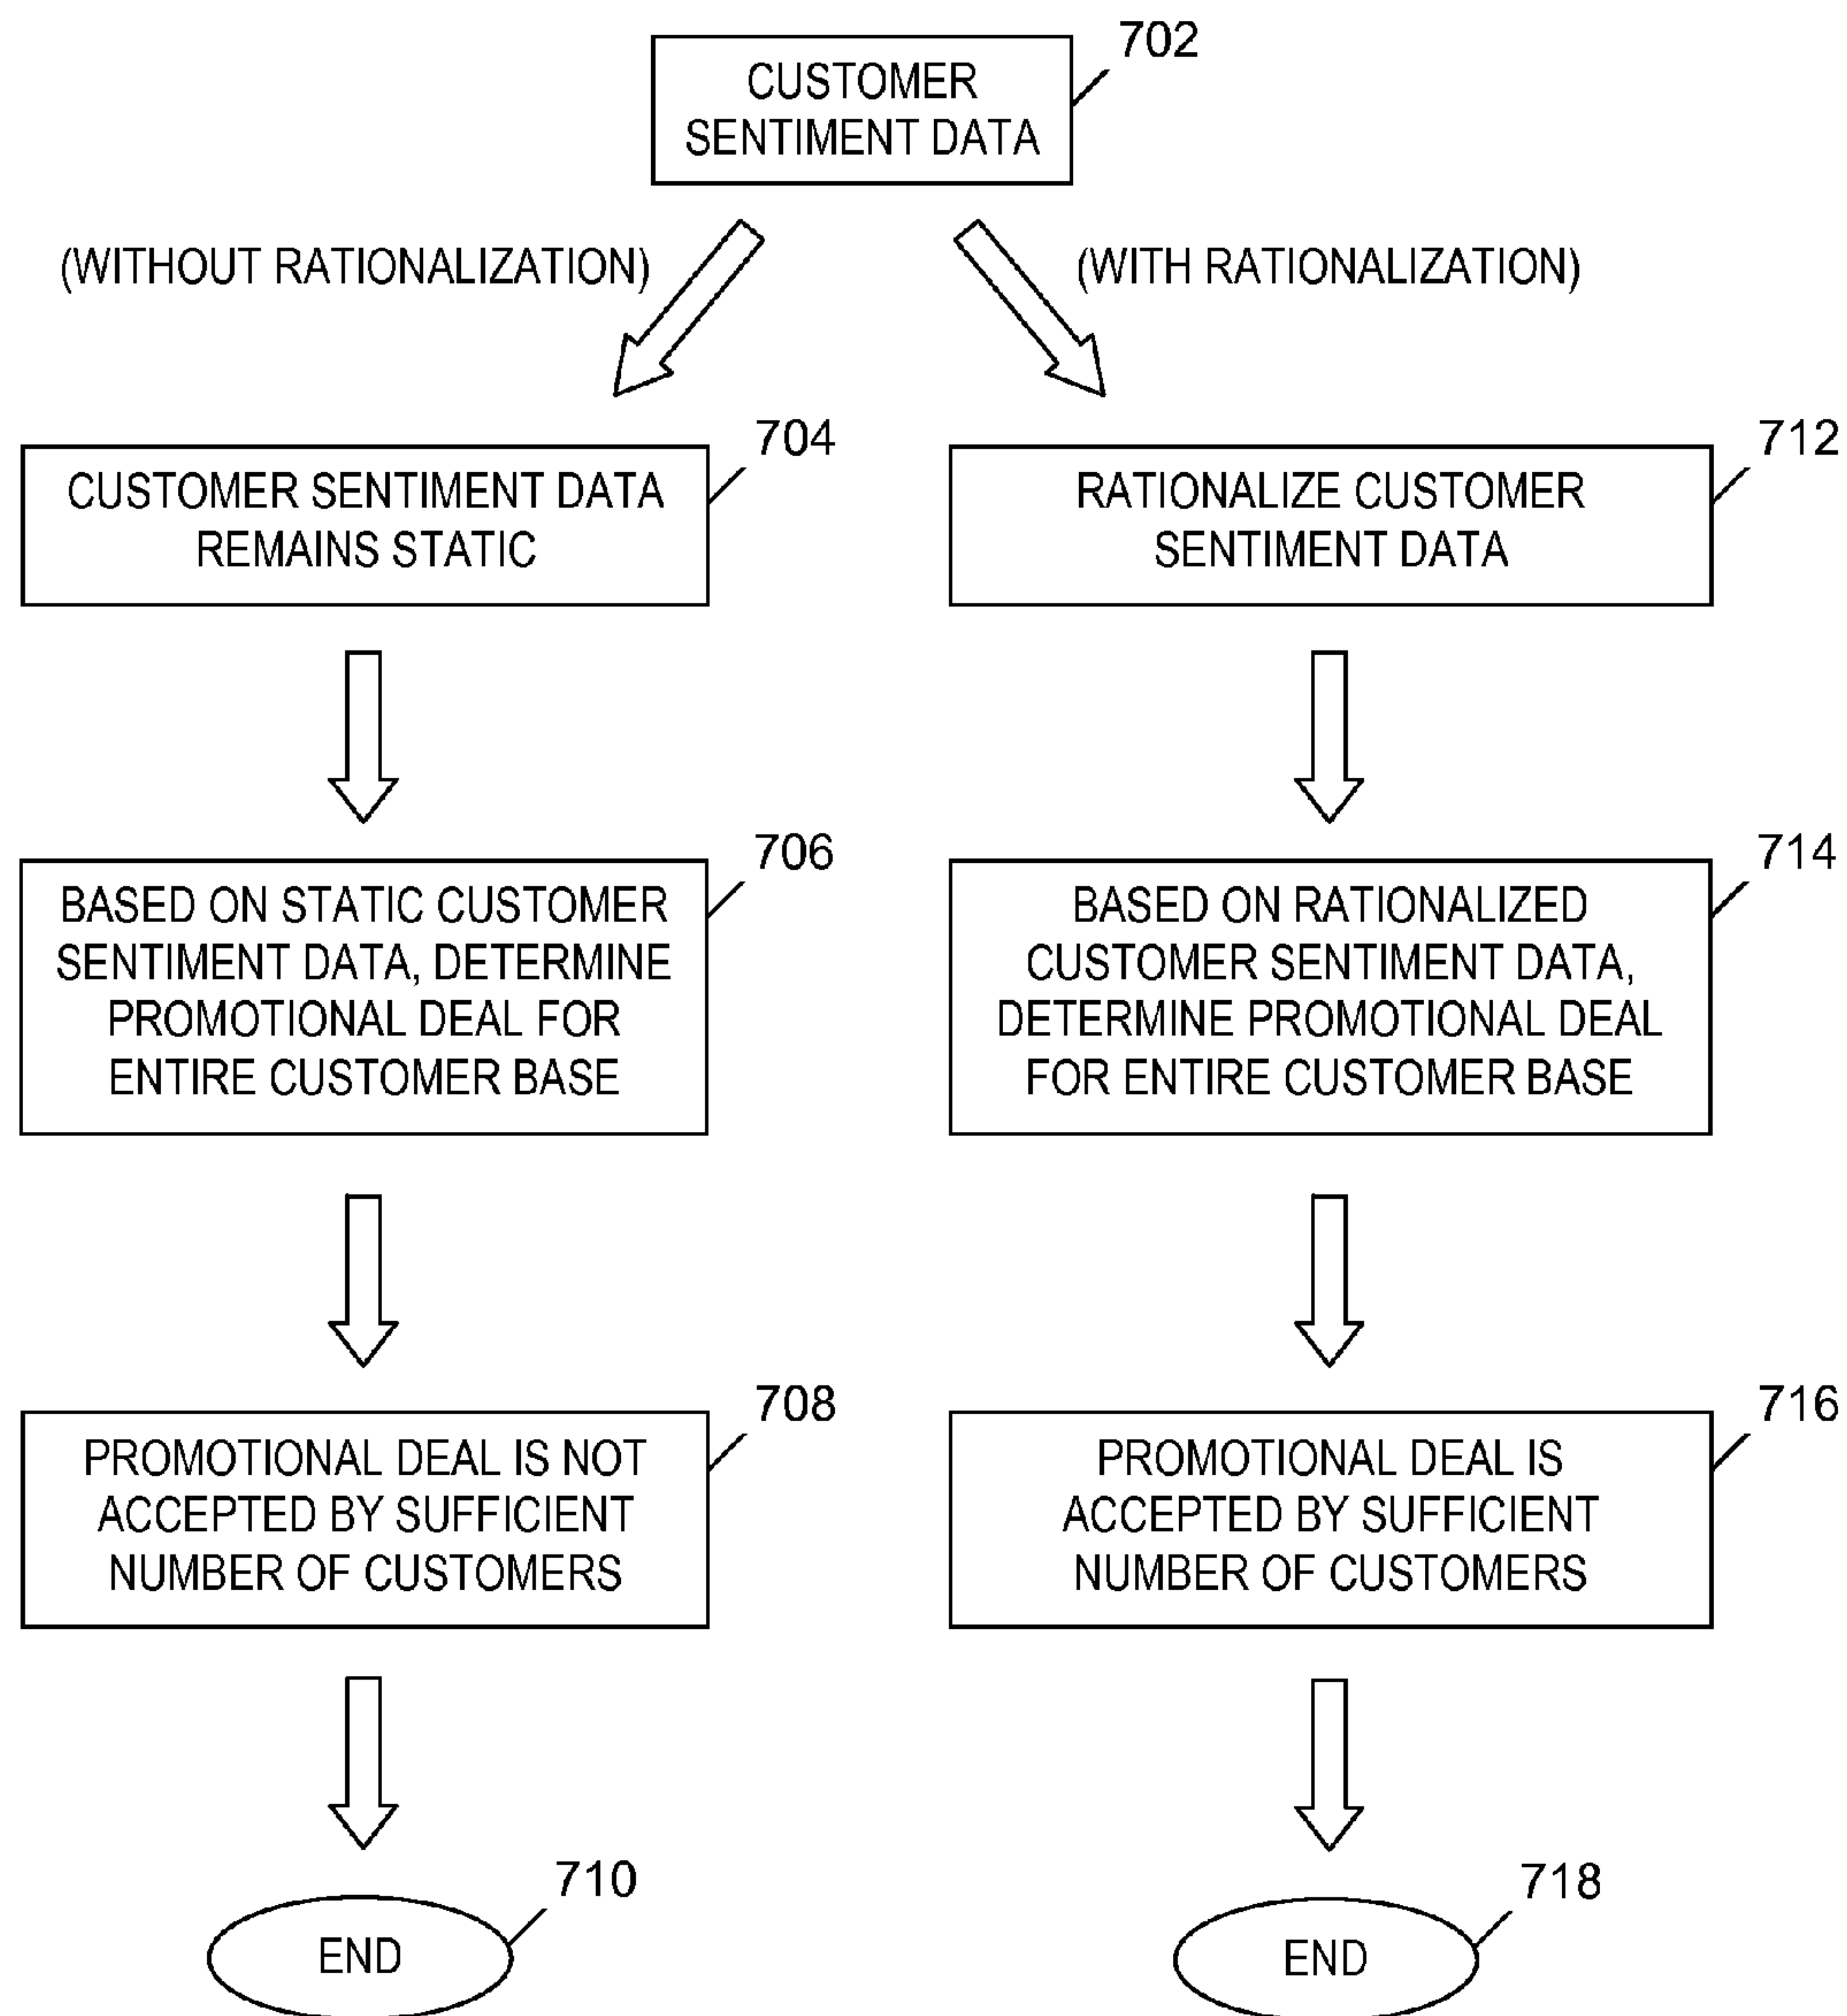 702
CUSTOMER
SENTIMENT DATA
(WITHOUT RATIONALIZATION)
(WITH RATIONALIZATION)
704
CUSTOMER SENTIMENT DATA
REMAINS STATIC
712
RATIONALIZE CUSTOMER
SENTIMENT DATA
706
BASED ON STATIC CUSTOMER
SENTIMENT DATA, DETERMINE
PROMOTIONAL DEAL FOR
ENTIRE CUSTOMER BASE
714
BASED ON RATIONALIZED
CUSTOMER SENTIMENT DATA,
DETERMINE PROMOTIONAL DEAL
FOR ENTIRE CUSTOMER BASE
708
PROMOTIONAL DEAL IS NOT
ACCEPTED BY SUFFICIENT
NUMBER OF CUSTOMERS
716
PROMOTIONAL DEAL IS
ACCEPTED BY SUFFICIENT
NUMBER OF CUSTOMERS
710
END
718
END